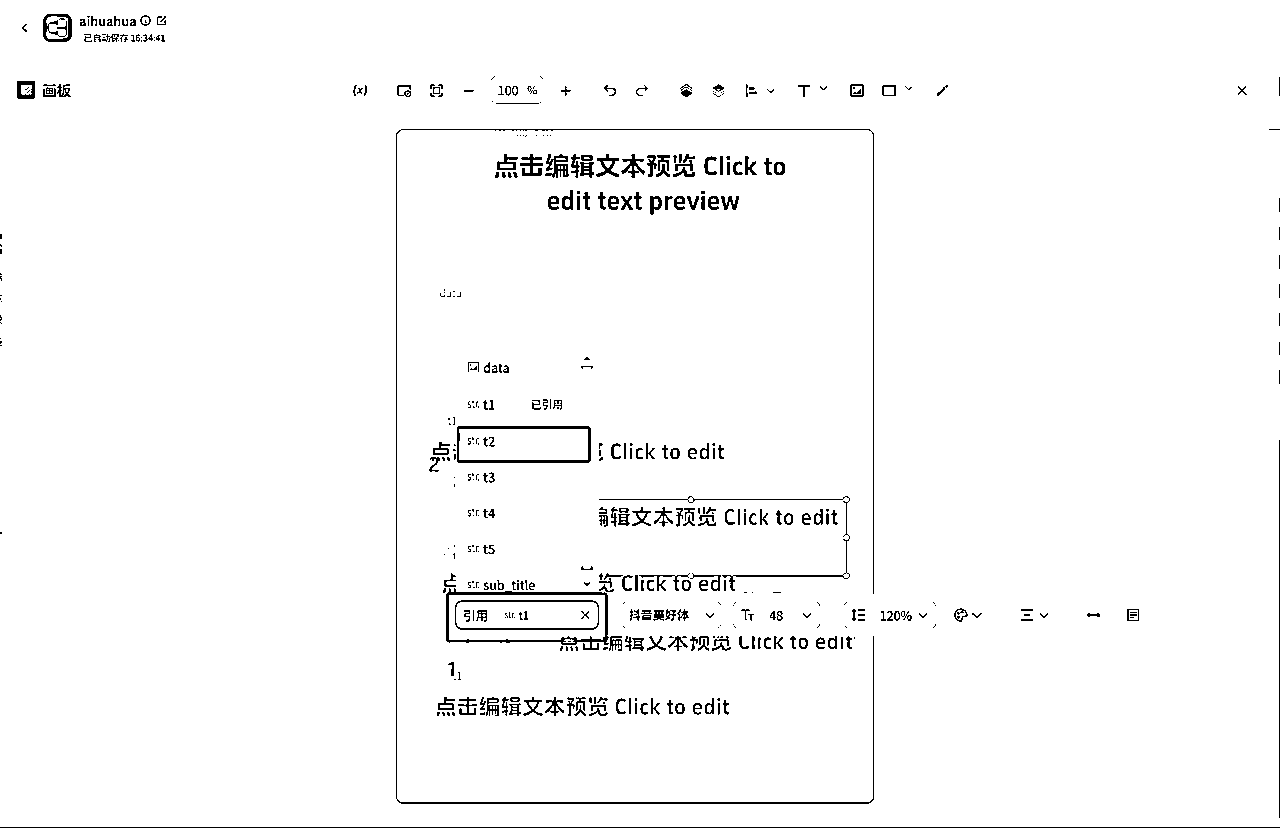 aihuahua
已自动保存 16:34:41
画板
(x)
100 %
T
点击编辑文本预览 Click to
edit text preview
data
data
str. t1 已引用
t1
str. t2
点
Click to edit
2
str. t3
str. t4
编辑文本预览 Click to edit
str. t5
str. sub_title
点
览 Click to edit
引用 str. t1
抖音美好体
Tт 48
120%
点击编辑文本预览 Click to edit
1
点击编辑文本预览 Click to edit